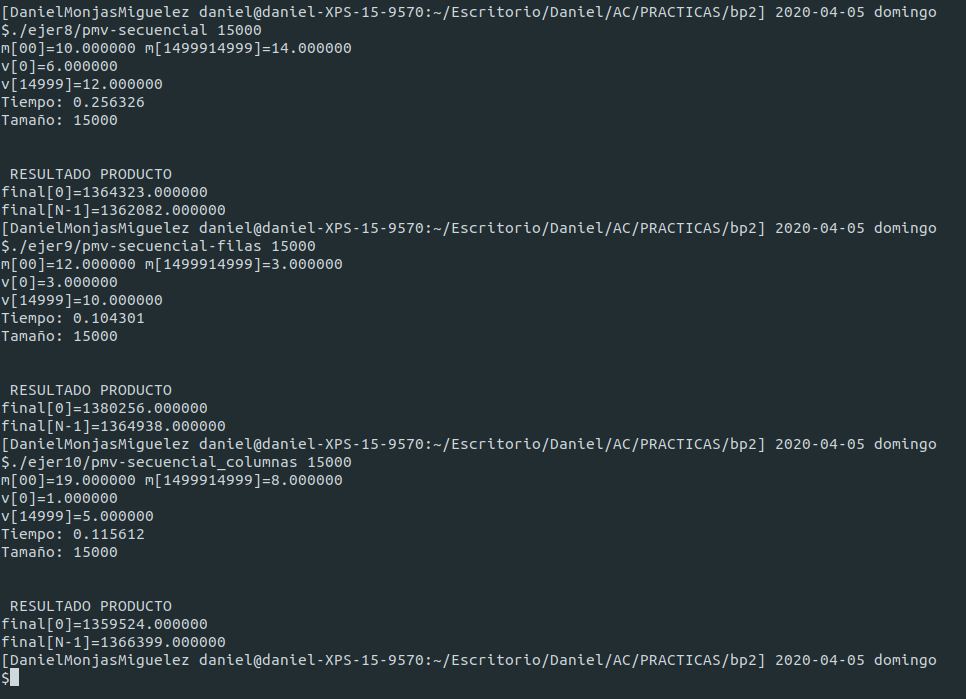 [DanielMonjasMiguelez daniel@daniel-XPS-15-9570:~/Escritorio/Daniel/AC/PRACTICAS/bp2] 2020-04-05 domingo
$./ejer8/pmv-secuencial 15000
m[00]=10.000000 m[1499914999]=14.000000
v[0]=6.000000
v[14999]=12.000000
Tiempo: 0.256326
Tamaño: 15000
RESULTADO PRODUCTO
final[0]=1364323.000000
final[N-1]=1362082.000000
[DanielMonjasMiguelez daniel@daniel-XPS-15-9570:~/Escritorio/Daniel/AC/PRACTICAS/bp2] 2020-04-05 domingo
$./ejer9/pmv-secuencial-filas 15000
m[00]=12.000000 m[1499914999]=3.000000
v[0]=3.000000
v[14999]=10.000000
Tiempo: 0.104301
Tamaño: 15000
RESULTADO PRODUCTO
final[0]=1380256.000000
final[N-1]=1364938.000000
[DanielMonjasMiguelez daniel@daniel-XPS-15-9570:~/Escritorio/Daniel/AC/PRACTICAS/bp2] 2020-04-05 domingo
$./ejer10/pmv-secuencial_columnas 15000
m[00]=19.000000 m[1499914999]=8.000000
v[0]=1.000000
v[14999]=5.000000
Tiempo: 0.115612
Tamaño: 15000
RESULTADO PRODUCTO
final[0]=1359524.000000
final[N-1]=1366399.000000
[DanielMonjasMiguelez daniel@daniel-XPS-15-9570:~/Escritorio/Daniel/AC/PRACTICAS/bp2] 2020-04-05 domingo
$